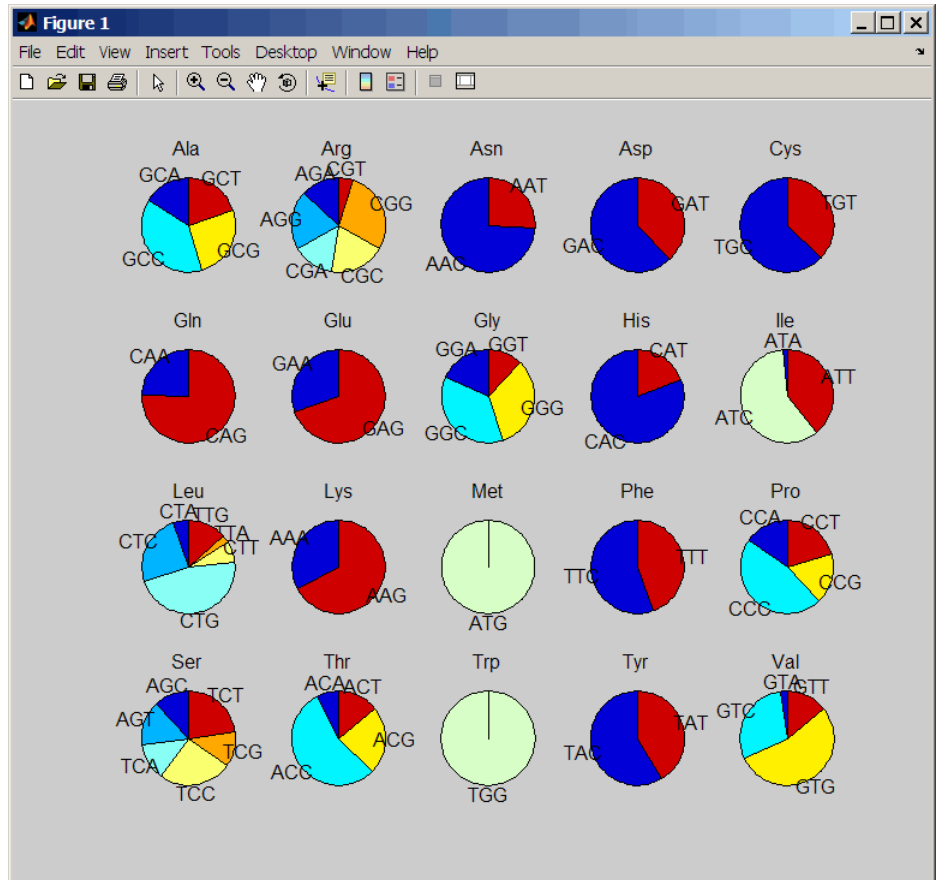 Figure 1
File Edit View Insert Tools Desktop Window Help
Ala Arg Asn Asp Cys
GCA GCT GCC GCG
AGA CGT AGG CGG CGA CGC
AAT AAC
GAT GAC
TGT TGC
Gln Glu Gly His Ile
CAA CAG
GAA GAG
GGA GGT GGC GGG
CAT CAC
ATA ATT ATC
Leu Lys Met Phe Pro
CTA TTG TTA CTC CTT CTG
AAA AAG
ATG
TTC TTT
CCA CCT CCG CCC
Ser Thr Trp Tyr Val
AGC TCT AGT TCG TCA TCC
ACA ACT ACG ACC
TGG
TAT TAC
GTA GTT GTC GTG